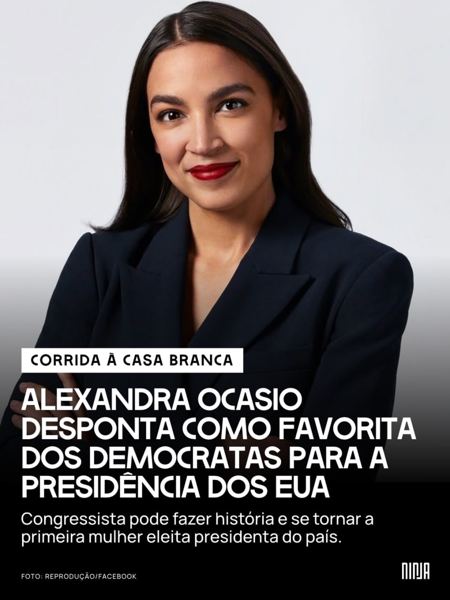 CORRIDA À CASA BRANCA
ALEXANDRA OCASIO
DESPONTA COMO FAVORITA
DOS DEMOCRATAS PARA A
PRESIDÊNCIA DOS EUA
Congressista pode fazer história e se tornar a
primeira mulher eleita presidenta do país.
FOTO: REPRODUÇÃO/FACEBOOK
NINJA